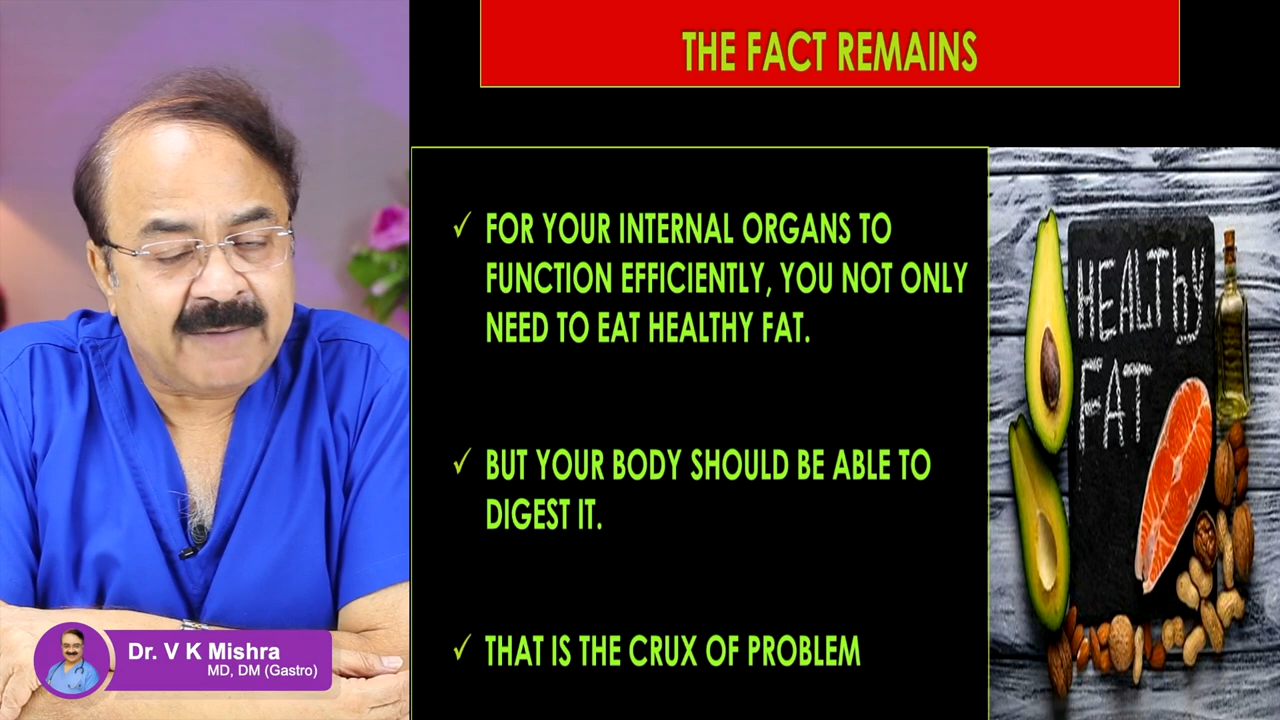 THE FACT REMAINS
✓ FOR YOUR INTERNAL ORGANS TO
FUNCTION EFFICIENTLY, YOU NOT ONLY
NEED TO EAT HEALTHY FAT.
✓ BUT YOUR BODY SHOULD BE ABLE TO
DIGEST IT.
✓ THAT IS THE CRUX OF PROBLEM
HEALTHY
FAT
Dr. V K Mishra
MD, DM (Gastro)